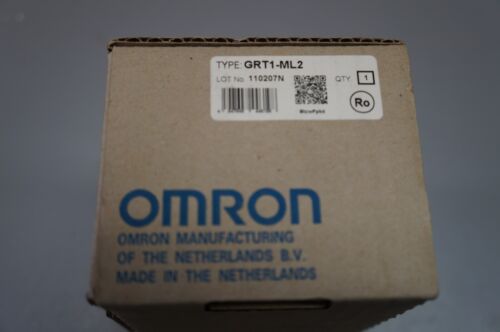 TYPE: GRT1-ML2
LOT No. 110207N
QTY 1
Ro
OMRON
OMRON MANUFACTURING
OF THE NETHERLANDS B.V.
MADE IN THE NETHERLANDS